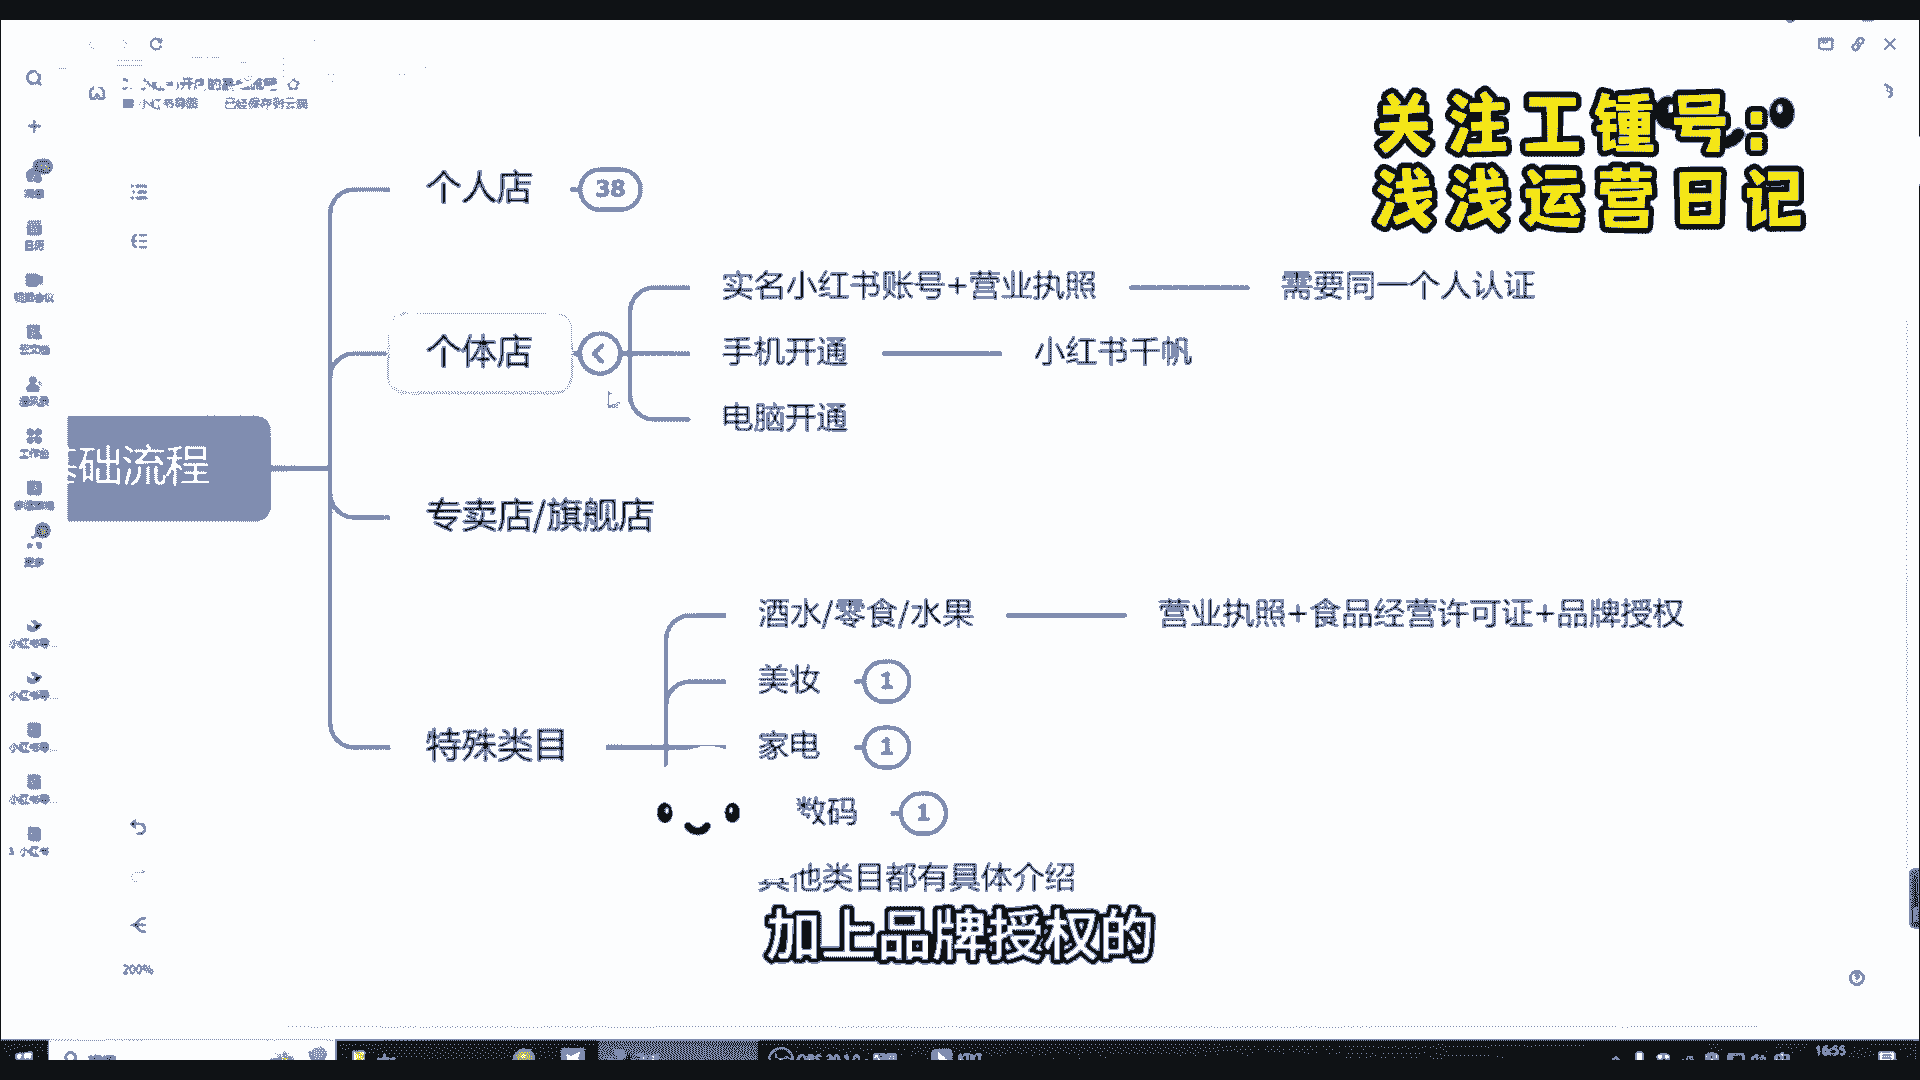 关注工锺号:
浅浅运营日记
个人店 38
实名小红书账号+营业执照 需要同一个人认证
个体店
手机开通 小红书千帆
电脑开通
础流程
专卖店/旗舰店
酒水/零食/水果 营业执照+食品经营许可证+品牌授权
美妆 1
特殊类目
家电 1
数码 1
其他类目都有具体介绍
加上品牌授权的
200%
16:55